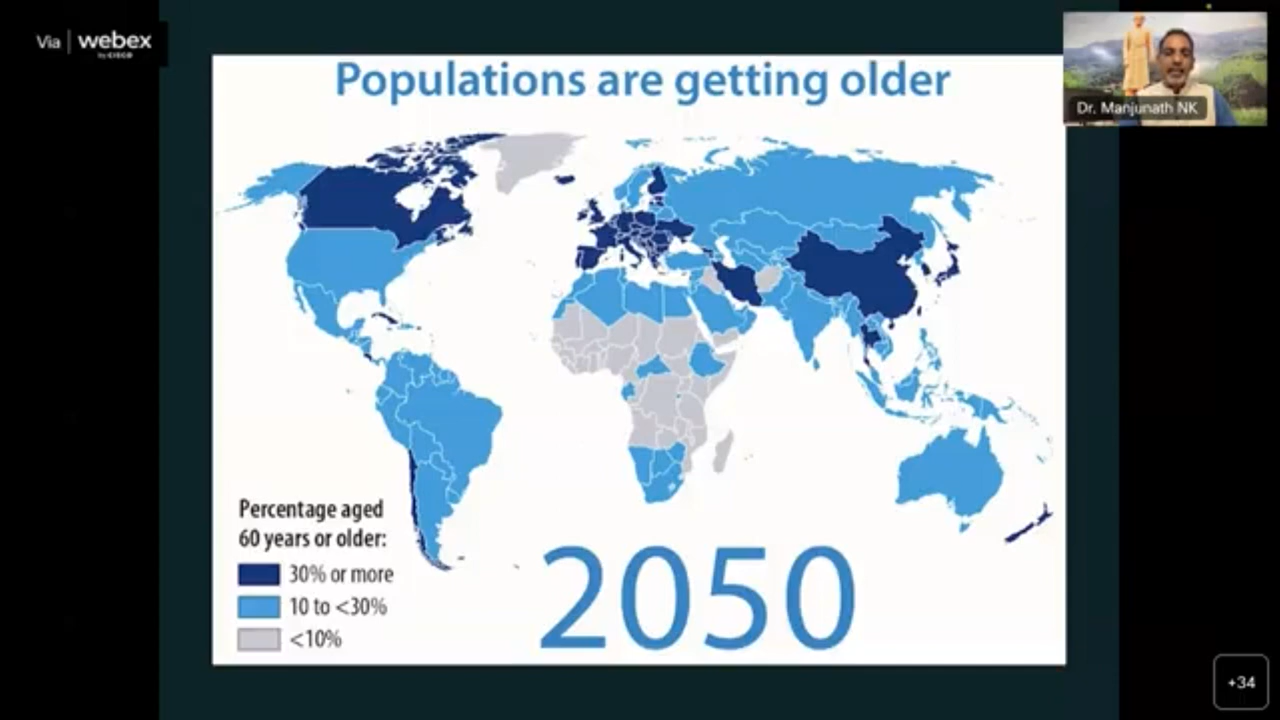 Via | webex
by CISCO
Dr. Manjunath NK
Populations are getting older
Percentage aged
60 years or older:
30% or more
10 to <30%
<10%
2050
+34